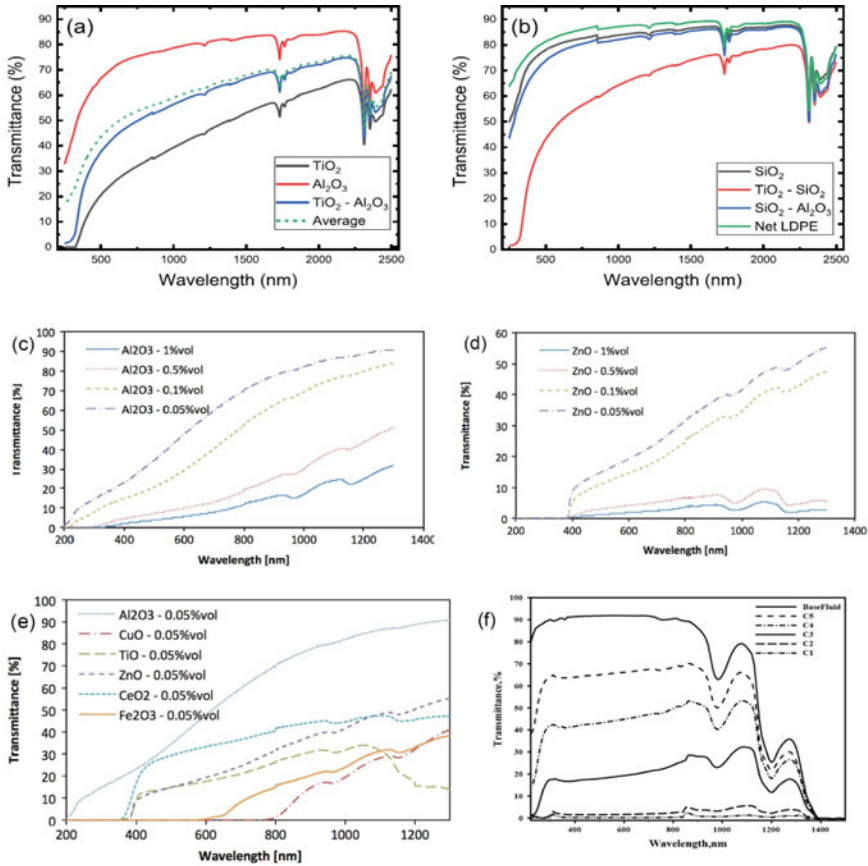 (a)
Transmittance (%)
90
80
70
60
50
40
30
20
10
0
TiO₂
Al₂O₃
TiO₂ - Al₂O₃
Average
500 1000 1500 2000 2500
Wavelength (nm)
(b)
Transmittance (%)
90
80
70
60
50
40
30
20
10
0
SiO₂
TiO₂ - SiO₂
SiO₂ - Al₂O₃
Net LDPE
500 1000 1500 2000 2500
Wavelength (nm)
(c)
Transmittance [%]
100
90
80
70
60
50
40
30
20
10
0
Al2O3 - 1%vol
Al2O3 - 0.5%vol
Al2O3 - 0.1%vol
Al2O3 - 0.05%vol
200 400 600 800 1000 1200 1400
Wavelength [nm]
(d)
Transmittance [%]
60
50
40
30
20
10
0
ZnO - 1%vol
ZnO - 0.5%vol
ZnO - 0.1%vol
ZnO - 0.05%vol
200 400 600 800 1000 1200 1400
Wavelength [nm]
(e)
Transmittance [%]
100
90
80
70
60
50
40
30
20
10
0
Al2O3 - 0.05%vol
CuO - 0.05%vol
TiO - 0.05%vol
ZnO - 0.05%vol
CeO2 - 0.05%vol
Fe2O3 - 0.05%vol
200 400 600 800 1000 1200
Wavelength [nm]
(f)
Transmittance,%
100
90
80
70
60
50
40
30
20
10
0
BaseFluid
C5
C4
C3
C2
C1
400 600 800 1000 1200 1400
Wavelength,nm